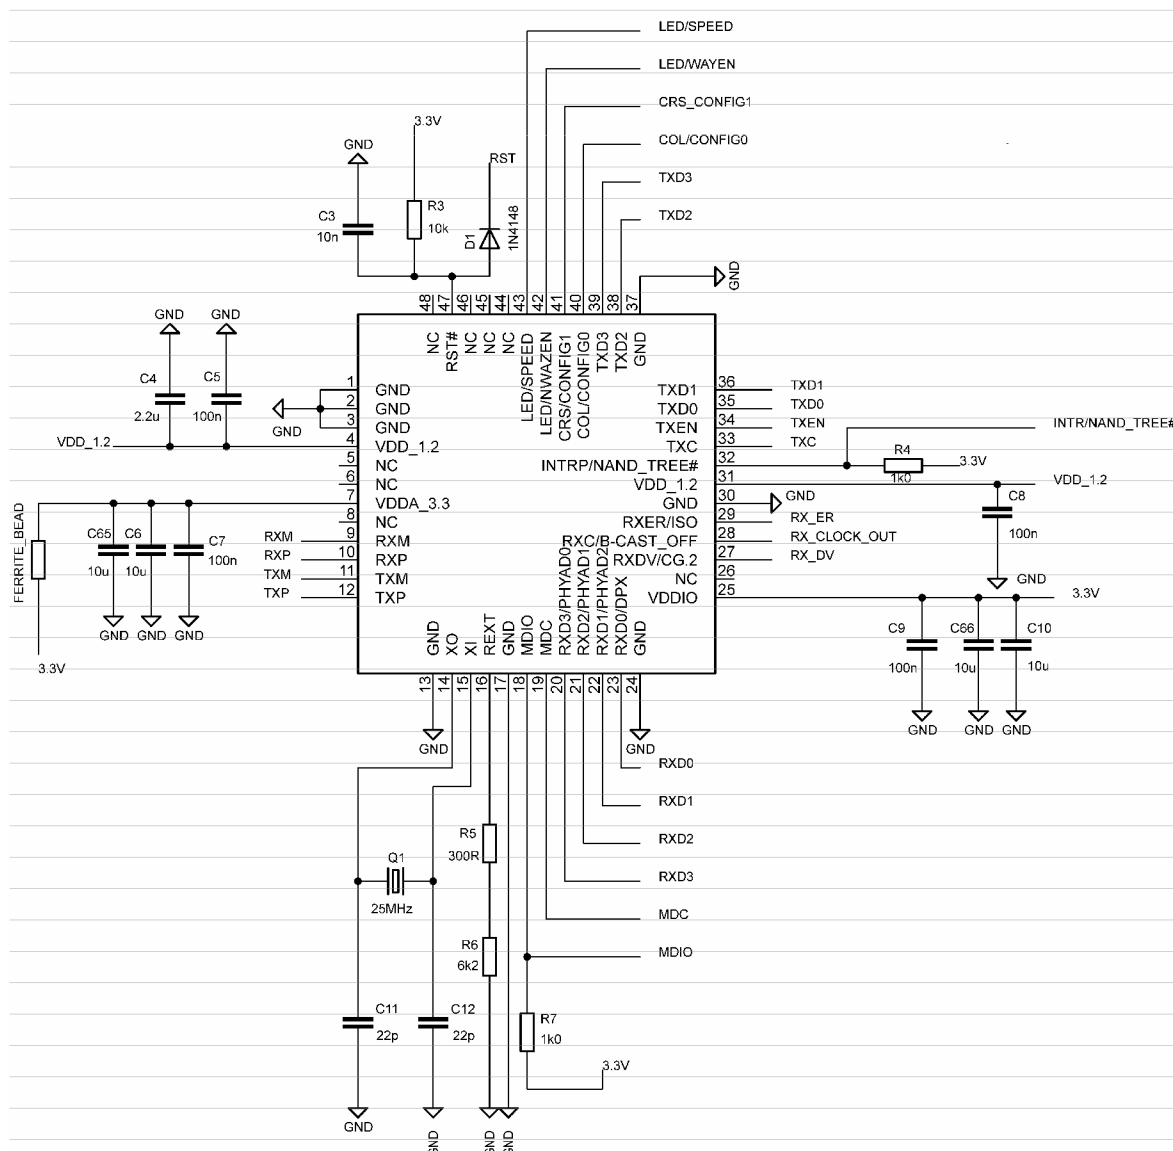 LED/SPEED
LED/WAYEN
CRS_CONFIG1
COL/CONFIG0
TXD3
TXD2
3.3V
GND
RST
C3
10n
R3
10k
D1
1N4148
GND
48
47
46
45
44
43
42
41
40
39
38
37
NC
RST#
NC
NC
NC
LED/SPEED
LED/NWAZEN
CRS/CONFIG1
COL/CONFIG0
TXD3
TXD2
GND
GND
GND
C4
2.2u
C5
100n
VDD_1.2
GND
1 GND
2 GND
3 GND
4 VDD_1.2
5 NC
6 NC
7 VDDA_3.3
8 NC
RXM 9 RXM
RXP 10 RXP
TXM 11 TXM
TXP 12 TXP
TXD1 36 TXD1
TXD0 35 TXD0
TXEN 34 TXEN
TXC 33 TXC
INTRP/NAND_TREE# 32
VDD_1.2 31 VDD_1.2
GND 30 GND
RXER/ISO 29 RX_ER
RXC/B-CAST_OFF 28 RX_CLOCK_OUT
RXDV/CG.2 27 RX_DV
NC 26
VDDIO 25 3.3V
INTR/NAND_TREE#
R4
1k0
3.3V
C8
100n
GND
FERRITE_BEAD
3.3V
C65
10u
C6
10u
C7
100n
GND
GND
GND
C9
100n
C66
10u
C10
10u
GND
GND
GND
GND
XO
XI
REXT
GND
MDIO
MDC
RXD3/PHYAD0
RXD2/PHYAD1
RXD1/PHYAD2
RXD0/DPX
GND
13
14
15
16
17
18
19
20
21
22
23
24
GND
GND
RXD0
RXD1
RXD2
RXD3
MDC
MDIO
R5
300R
Q1
25MHz
R6
6k2
C11
22p
C12
22p
R7
1k0
3.3V
GND
GND
GND
GND